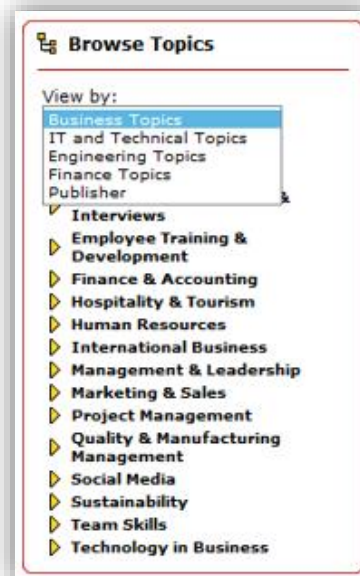 Browse Topics
View by:
Business Topics
IT and Technical Topics
Engineering Topics
Finance Topics
Publisher
&
Interviews
Employee Training &
Development
Finance & Accounting
Hospitality & Tourism
Human Resources
International Business
Management & Leadership
Marketing & Sales
Project Management
Quality & Manufacturing
Management
Social Media
Sustainability
Team Skills
Technology in Business